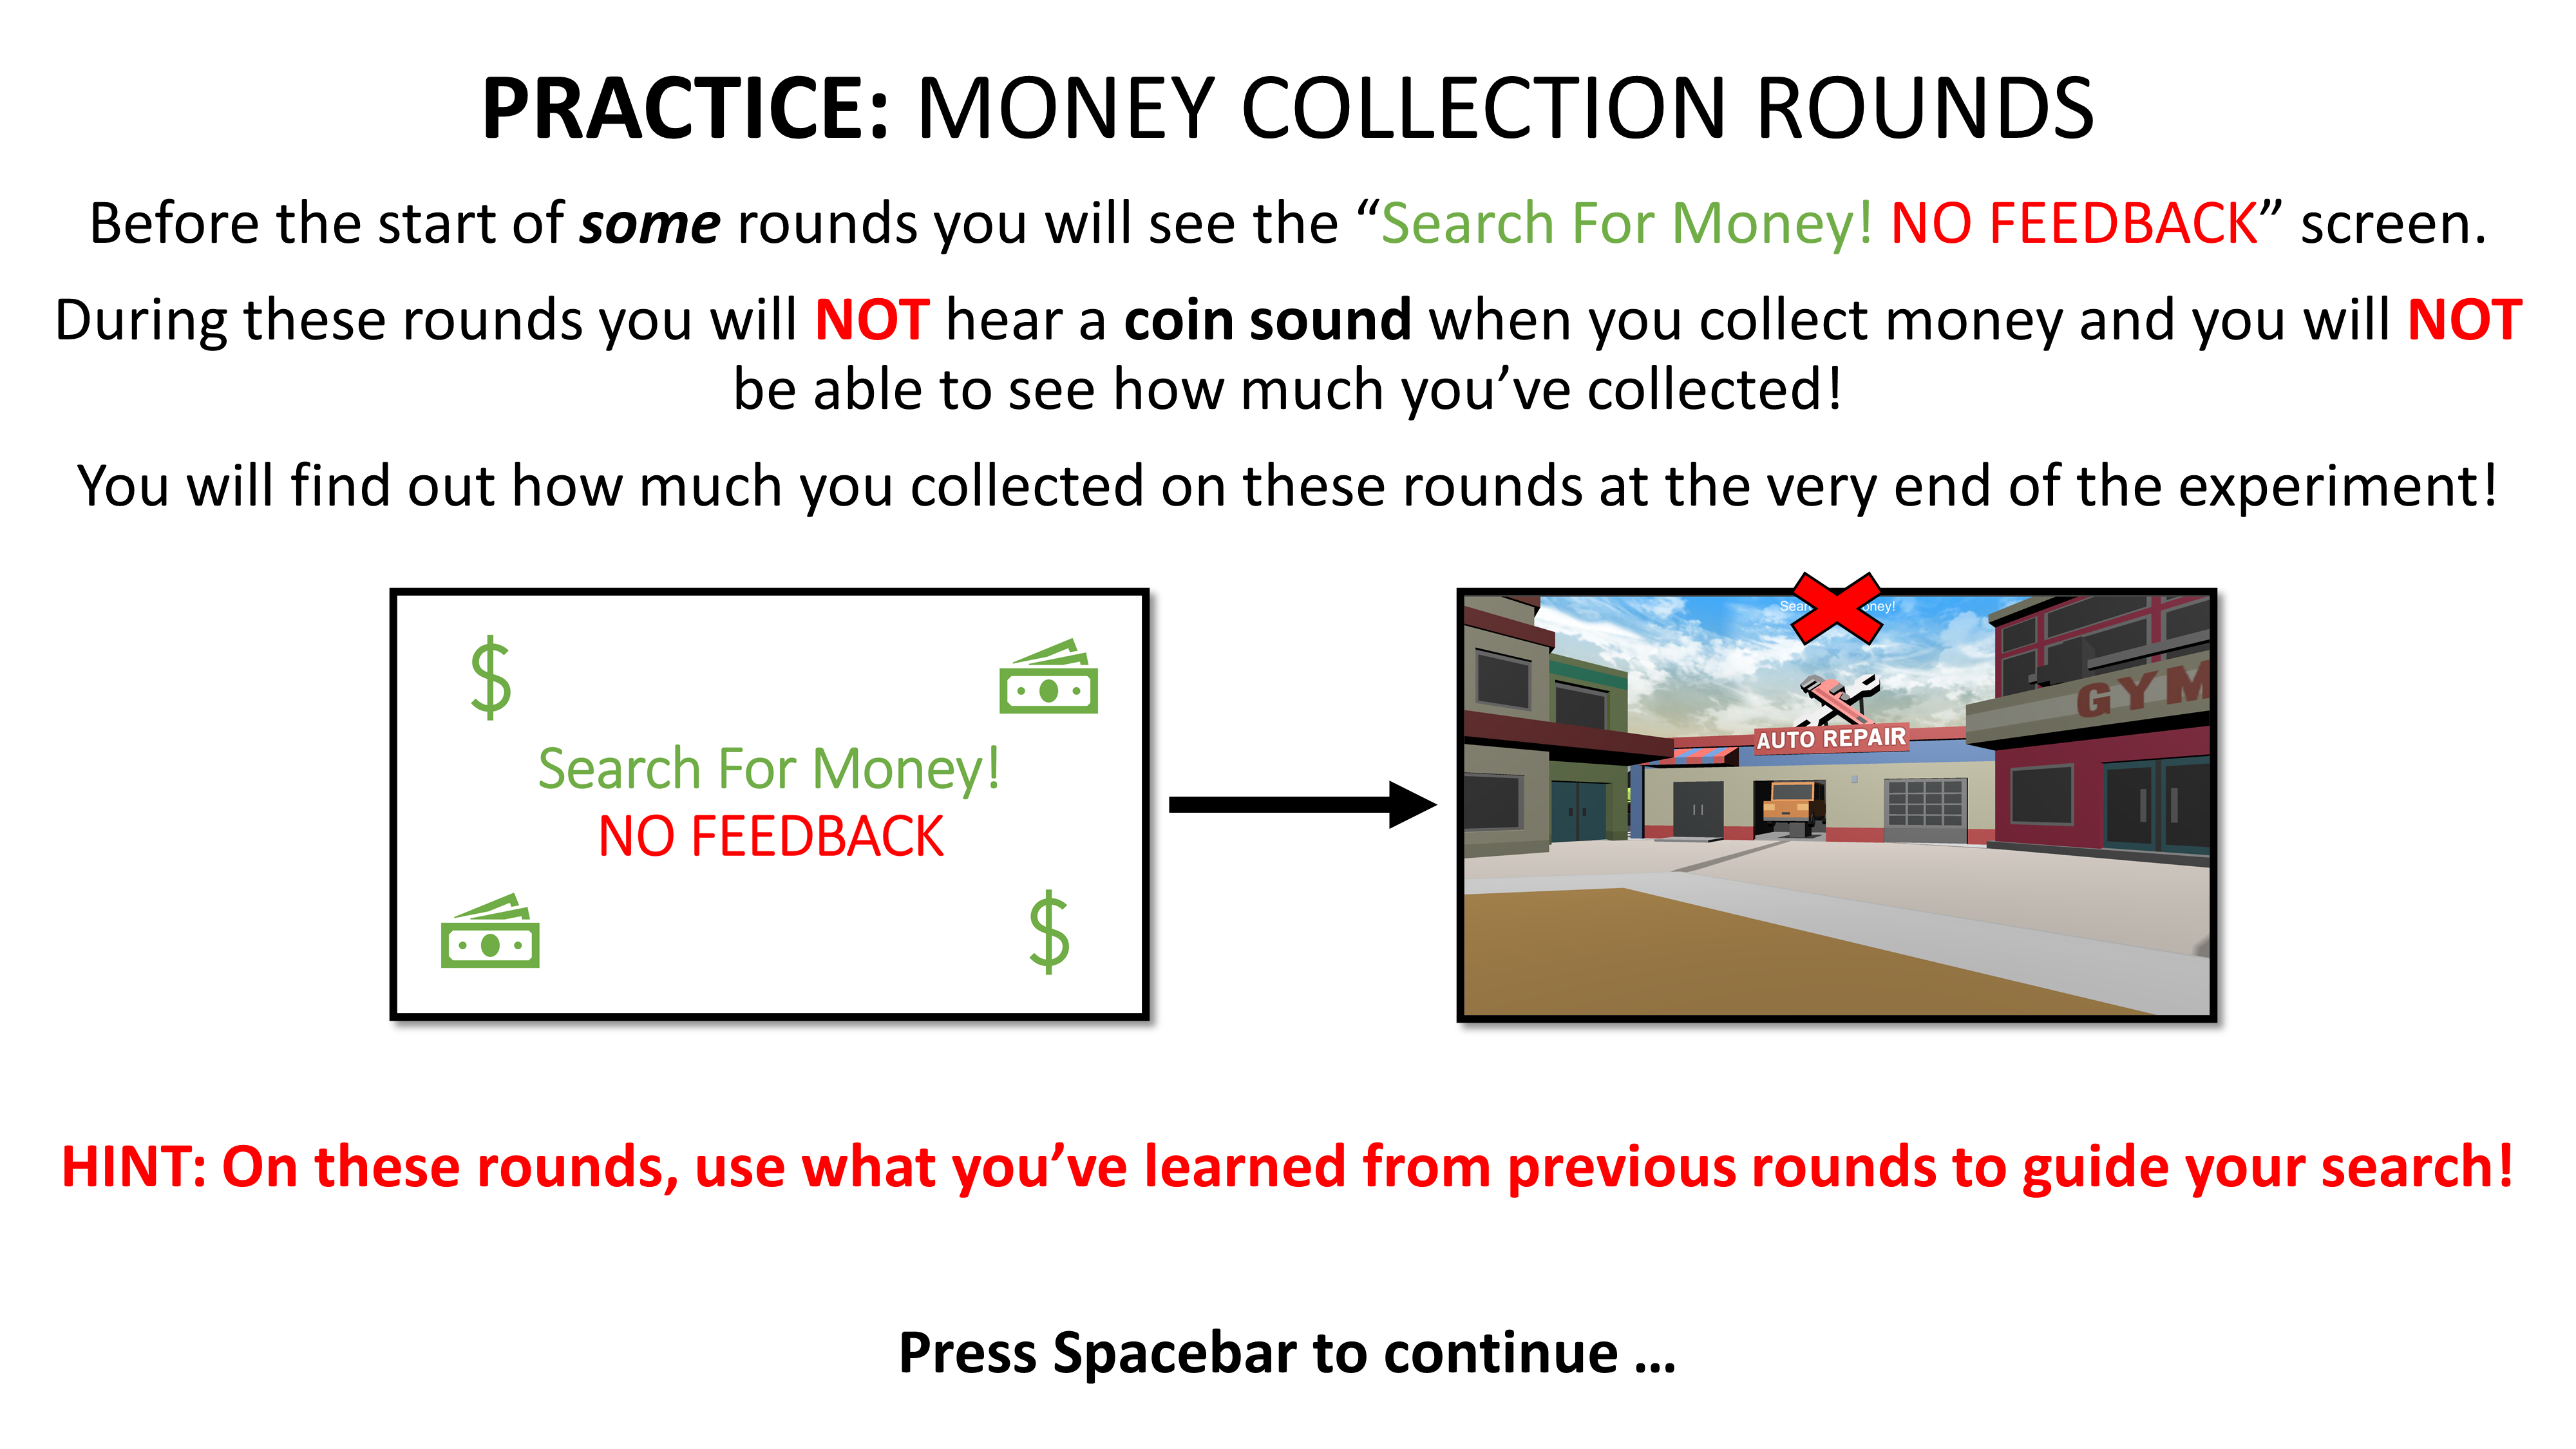 PRACTICE: MONEY COLLECTION ROUNDS
Before the start of some rounds you will see the “Search For Money! NO FEEDBACK” screen.
During these rounds you will NOT hear a coin sound when you collect money and you will NOT
be able to see how much you’ve collected!
You will find out how much you collected on these rounds at the very end of the experiment!
$
Search For Money!
NO FEEDBACK
$
AUTO REPAIR
GYM
HINT: On these rounds, use what you’ve learned from previous rounds to guide your search!
Press Spacebar to continue …